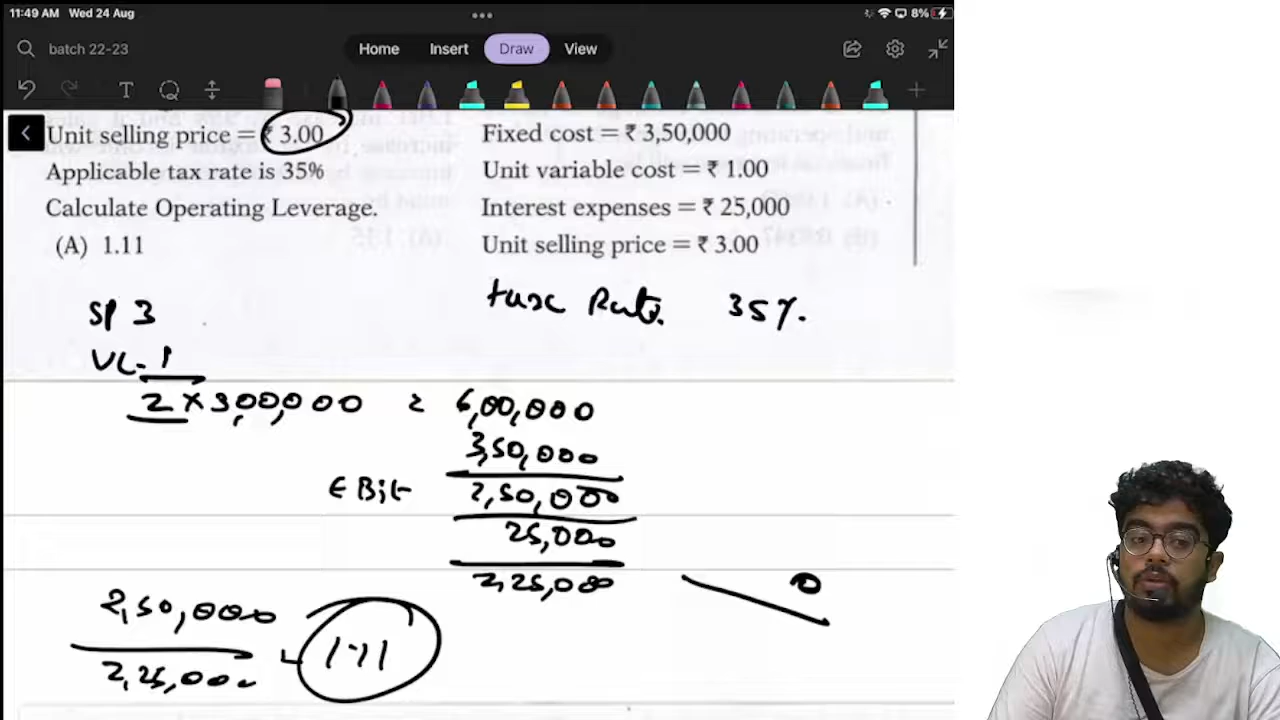 11:49 AM Wed 24 Aug
8%
batch 22-23
Home Insert Draw View
Unit selling price = ₹ 3.00
Applicable tax rate is 35%
Calculate Operating Leverage.
(A) 1.11
Fixed cost = ₹ 3,50,000
Unit variable cost = ₹ 1.00
Interest expenses = ₹ 25,000
Unit selling price = ₹ 3.00
tax Rate. 35%.
SP 3
VC- 1
2 × 3,00,000 = 6,00,000
3,50,000
EBit 2,50,000
25,000
2,25,000
0
2,50,000
2,25,000
1.11